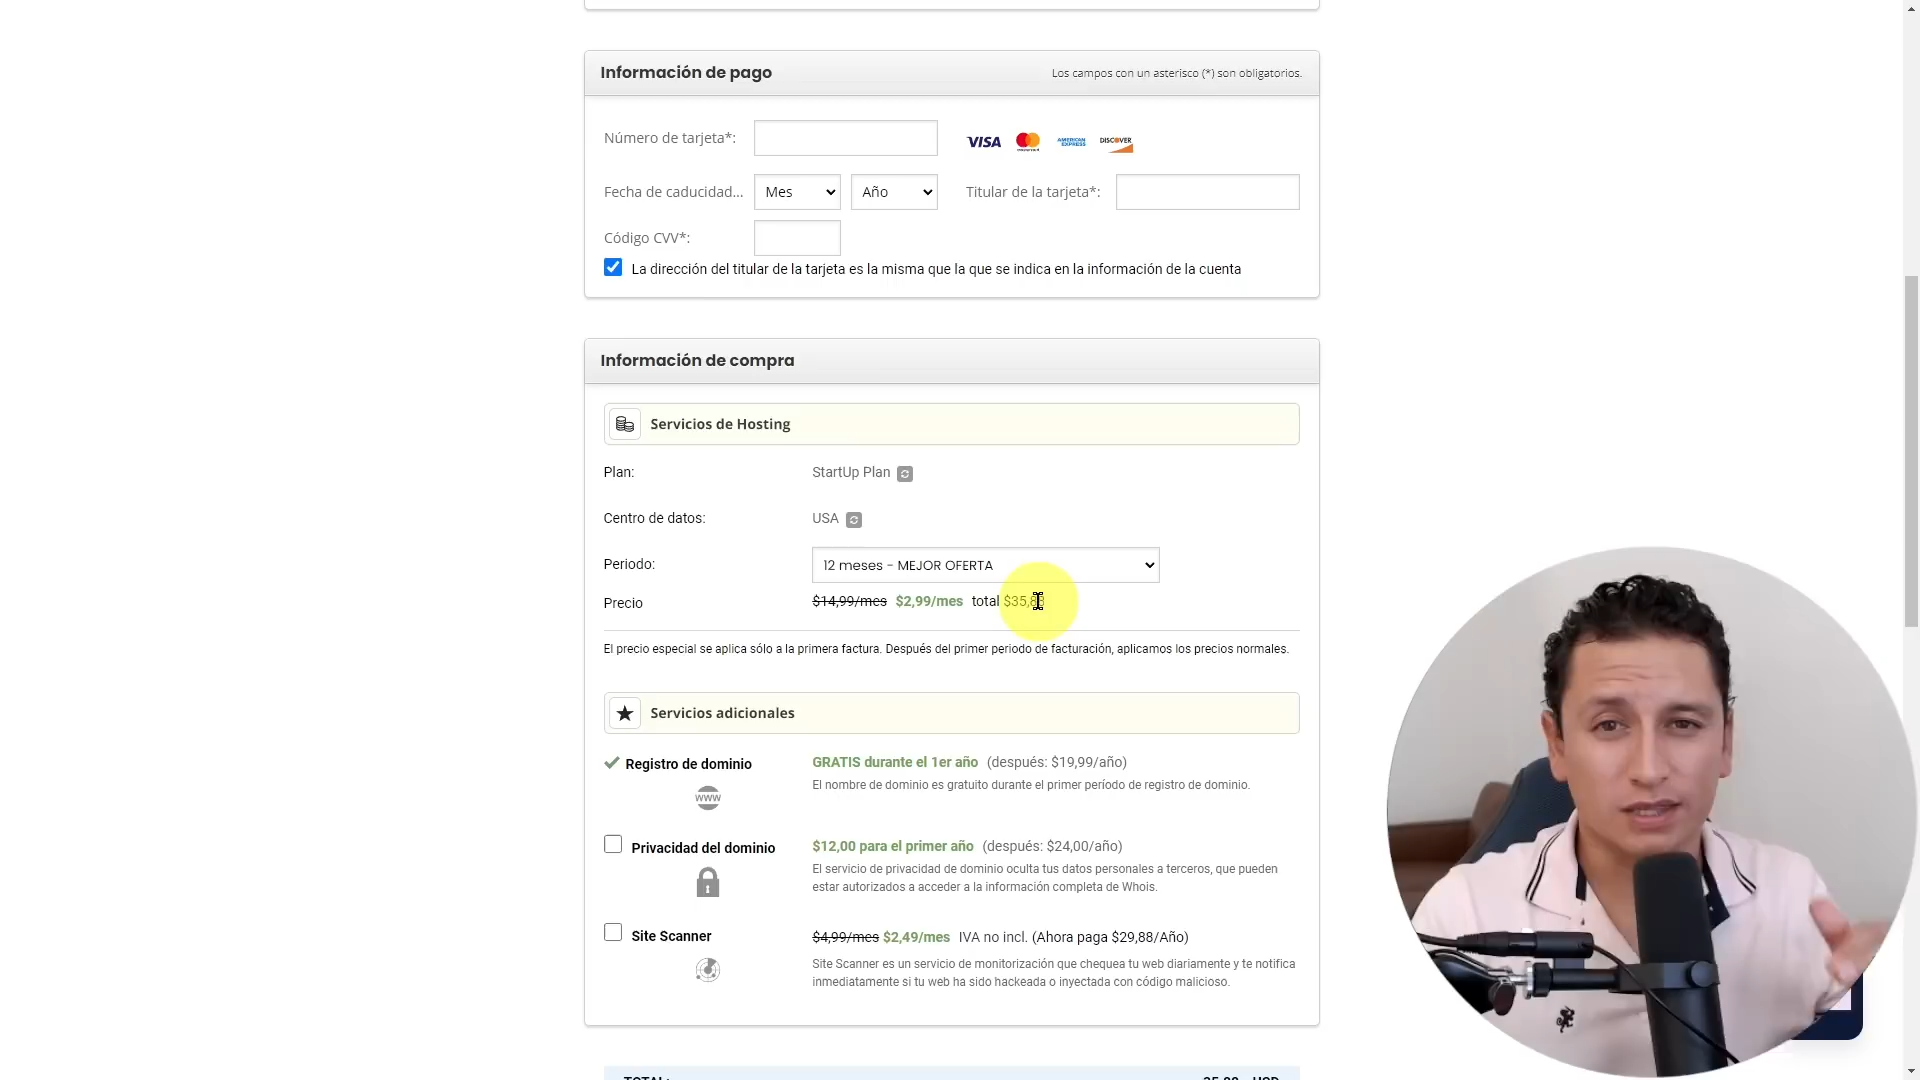 Información de pago
Los campos con un asterisco (*) son obligatorios.
Número de tarjeta*:
VISA
AMERICAN EXPRESS
DISCOVER
Fecha de caducidad...
Mes
Año
Titular de la tarjeta*:
Código CVV*:
La dirección del titular de la tarjeta es la misma que la que se indica en la información de la cuenta
Información de compra
Servicios de Hosting
Plan:
StartUp Plan
Centro de datos:
USA
Periodo:
12 meses - MEJOR OFERTA
Precio
$14,99/mes $2,99/mes total $35,88
El precio especial se aplica sólo a la primera factura. Después del primer periodo de facturación, aplicamos los precios normales.
Servicios adicionales
Registro de dominio
www
GRATIS durante el 1er año (después: $19,99/año)
El nombre de dominio es gratuito durante el primer período de registro de dominio.
Privacidad del dominio
$12,00 para el primer año (después: $24,00/año)
El servicio de privacidad de dominio oculta tus datos personales a terceros, que pueden
estar autorizados a acceder a la información completa de Whois.
Site Scanner
$4,99/mes $2,49/mes IVA no incl. (Ahora paga $29,88/Año)
Site Scanner es un servicio de monitorización que chequea tu web diariamente y te notifica
inmediatamente si tu web ha sido hackeada o inyectada con código malicioso.